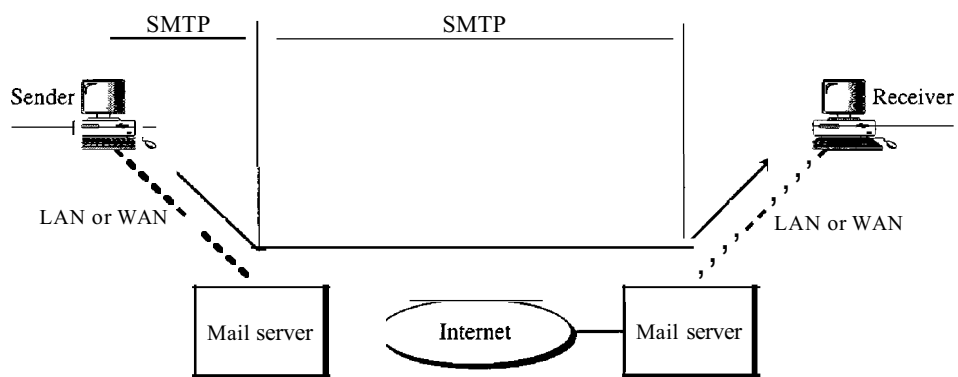 SMTP
SMTP
Sender
Receiver
LAN or WAN
LAN or WAN
Mail server
Internet
Mail server